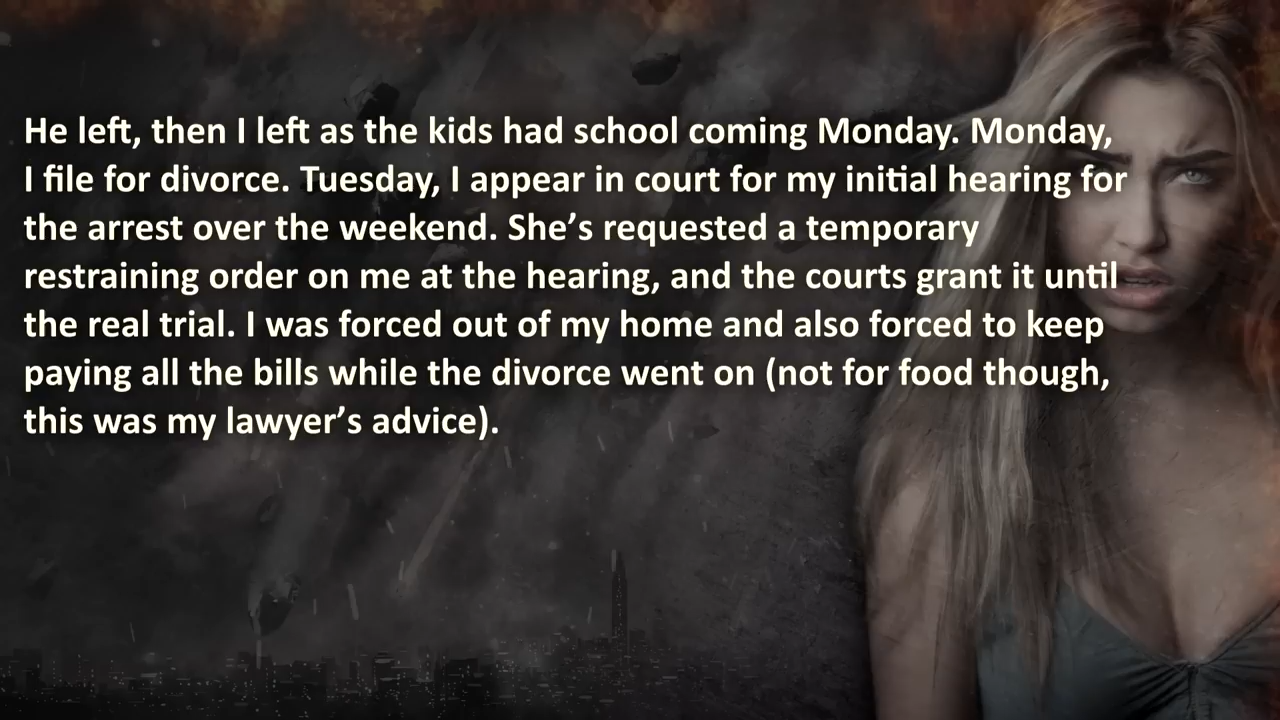 He left, then I left as the kids had school coming Monday. Monday,
I file for divorce. Tuesday, I appear in court for my initial hearing for
the arrest over the weekend. She’s requested a temporary
restraining order on me at the hearing, and the courts grant it until
the real trial. I was forced out of my home and also forced to keep
paying all the bills while the divorce went on (not for food though,
this was my lawyer’s advice).